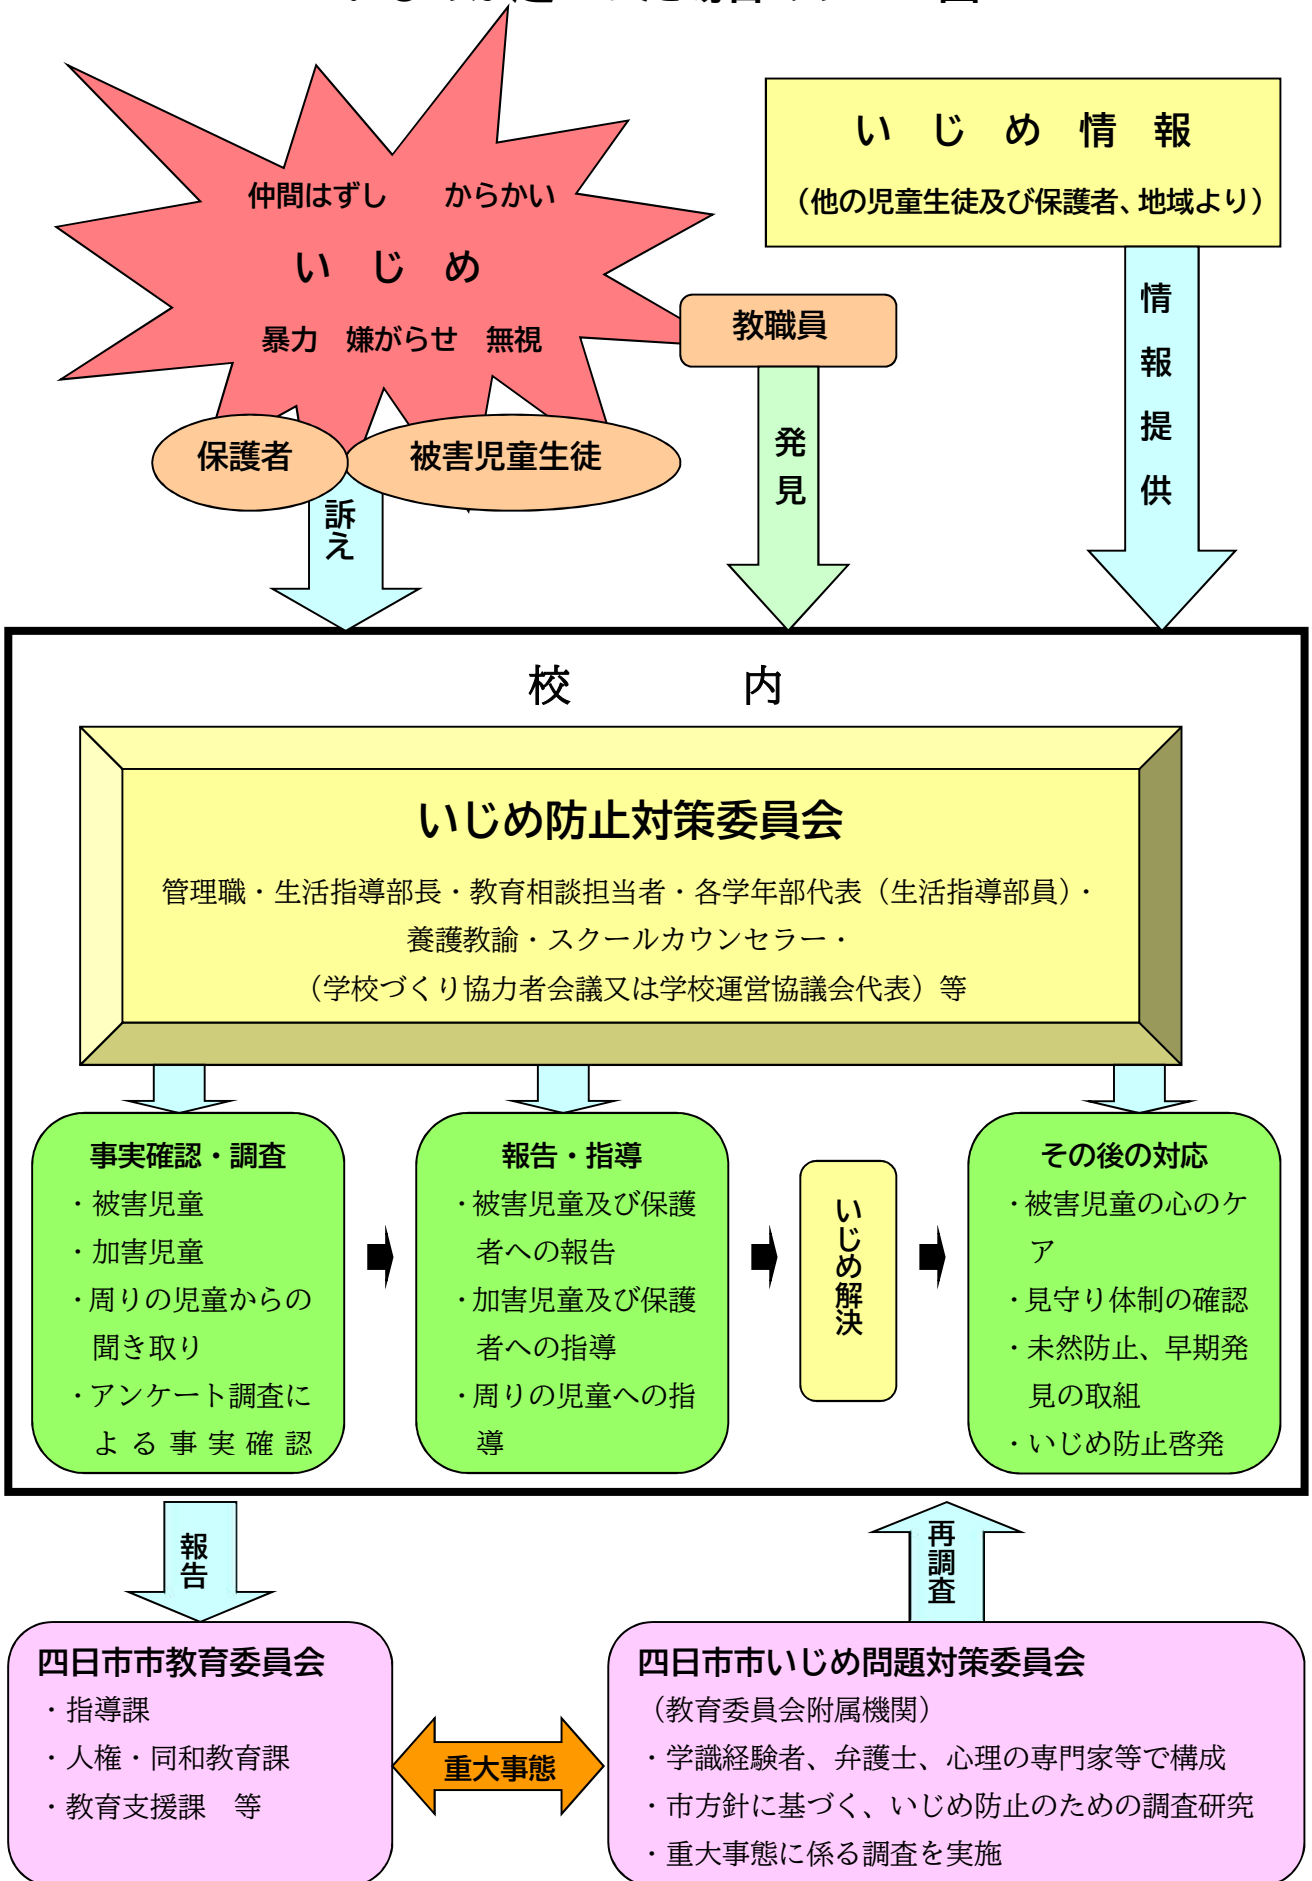 い じ め 情 報
（他の児童生徒及び保護者、地域より）
仲間はずし　からかい
い じ め
暴力　嫌がらせ　無視
教職員
保護者
被害児童生徒
訴え
発見
情報提供
校 内
いじめ防止対策委員会
管理職・生活指導部長・教育相談担当者・各学年部代表（生活指導部員）・
養護教諭・スクールカウンセラー・
（学校づくり協力者会議又は学校運営協議会代表）等
事実確認・調査
・被害児童
・加害児童
・周りの児童からの
聞き取り
・アンケート調査に
よる事実確認
報告・指導
・被害児童及び保護
者への報告
・加害児童及び保護
者への指導
・周りの児童への指
導
いじめ解決
その後の対応
・被害児童の心のケ
ア
・見守り体制の確認
・未然防止、早期発
見の取組
・いじめ防止啓発
報告
再調査
四日市市教育委員会
・指導課
・人権・同和教育課
・教育支援課　等
重大事態
四日市市いじめ問題対策委員会
（教育委員会附属機関）
・学識経験者、弁護士、心理の専門家等で構成
・市方針に基づく、いじめ防止のための調査研究
・重大事態に係る調査を実施